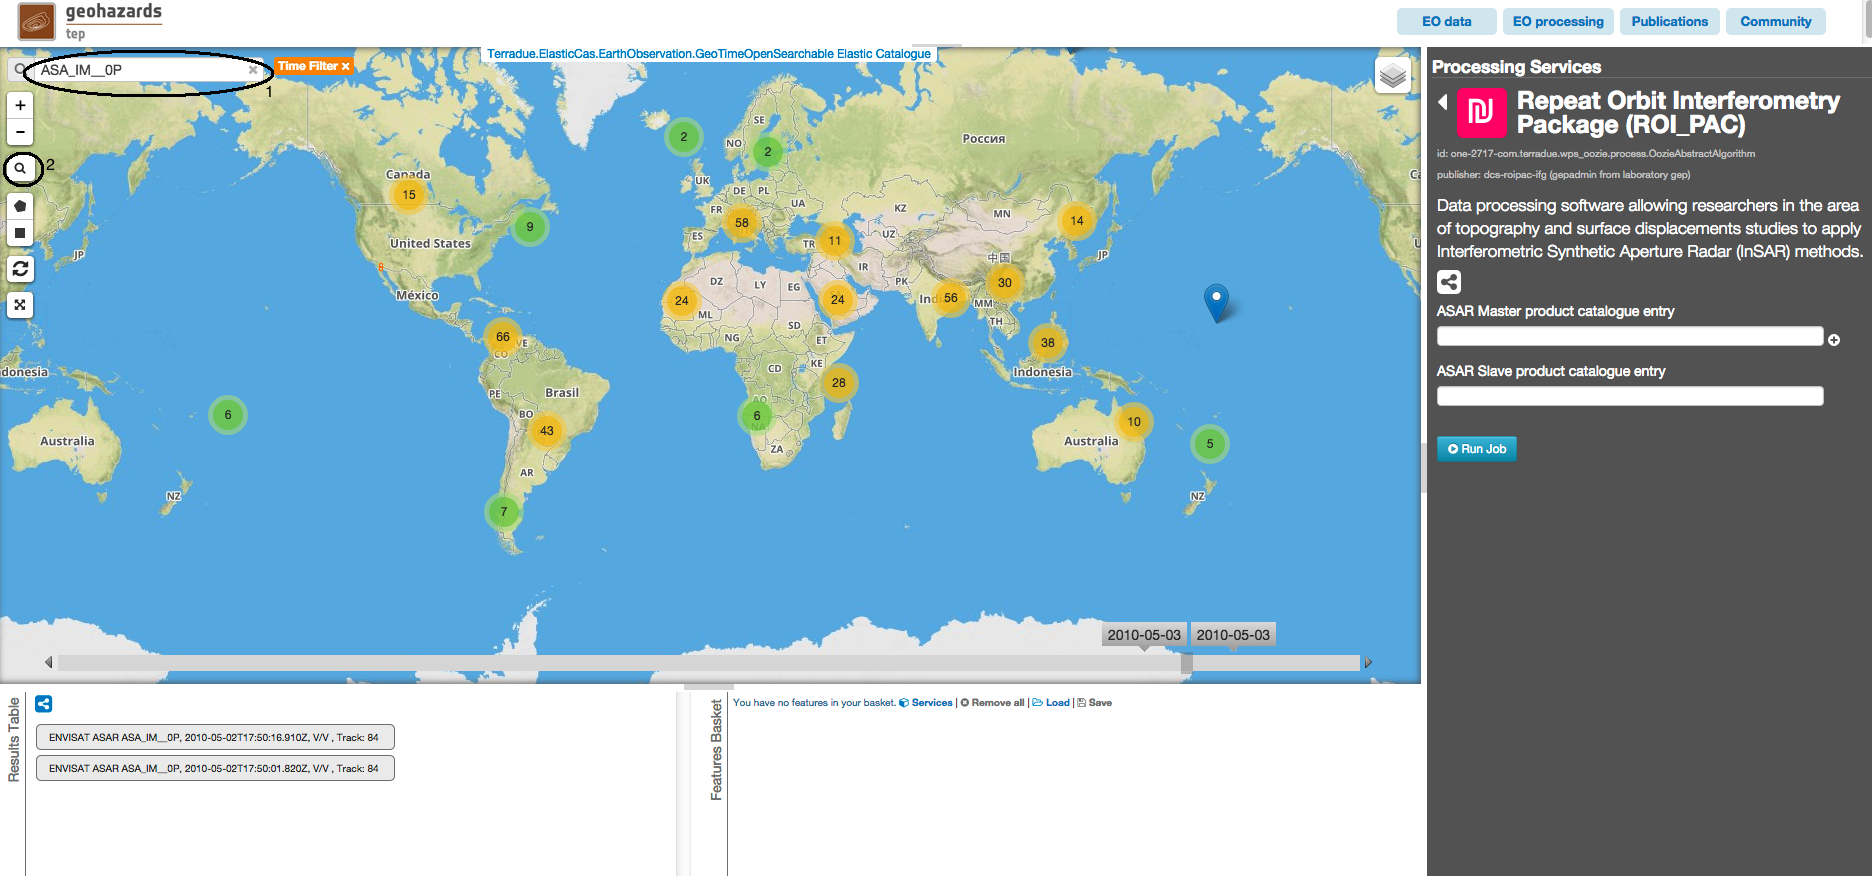 geohazards
tep
EO data
EO processing
Publications
Community
Terradue.ElasticCas.EarthObservation.GeoTimeOpenSearchable Elastic Catalogue
ASA_IM__0P
Time Filter
1
+
−
2
Canada
15
9
United States
México
66
VE
CO
PE
Brasil
BO
43
AR
7
6
JP
Indonesia
Australia
NZ
2
2
SE
NO
UK
DE
PL
FR
58
UA
ES
TR
11
Россия
KZ
MN
UZ
14
JP
中国
IR
PK
30
DZ
LY
EG
24
24
ML
Ind
56
MM
TH
NG
SD
ET
38
Indonesia
CD
KE
28
AO
6
NA
ZA
10
Australia
5
NZ
2010-05-03
2010-05-03
Results Table
ENVISAT ASAR ASA_IM__0P, 2010-05-02T17:50:16.910Z, V/V , Track: 84
ENVISAT ASAR ASA_IM__0P, 2010-05-02T17:50:01.820Z, V/V , Track: 84
Features Basket
You have no features in your basket. Services | Remove all | Load | Save
Processing Services
Repeat Orbit Interferometry
Package (ROI_PAC)
id: one-2717-com.terradue.wps_oozie.process.OozieAbstractAlgorithm
publisher: dcs-roipac-ifg (gepadmin from laboratory gep)
Data processing software allowing researchers in the area
of topography and surface displacements studies to apply
Interferometric Synthetic Aperture Radar (InSAR) methods.
ASAR Master product catalogue entry
ASAR Slave product catalogue entry
Run Job